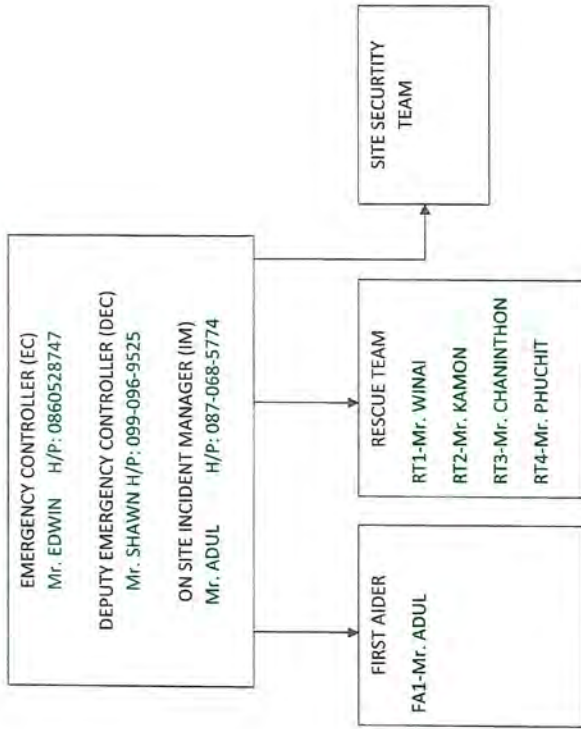 EMERGENCY CONTROLLER (EC)
Mr. EDWIN H/P: 0860528747
DEPUTY EMERGENCY CONTROLLER (DEC)
Mr. SHAWN H/P: 099-096-9525
ON SITE INCIDENT MANAGER (IM)
Mr. ADUL H/P: 087-068-5774
FIRST AIDER
FA1-Mr. ADUL
RESCUE TEAM
RT1-Mr. WINAI
RT2-Mr. KAMON
RT3-Mr. CHANINTHON
RT4-Mr. PHUCHIT
SITE SECURTITY
TEAM